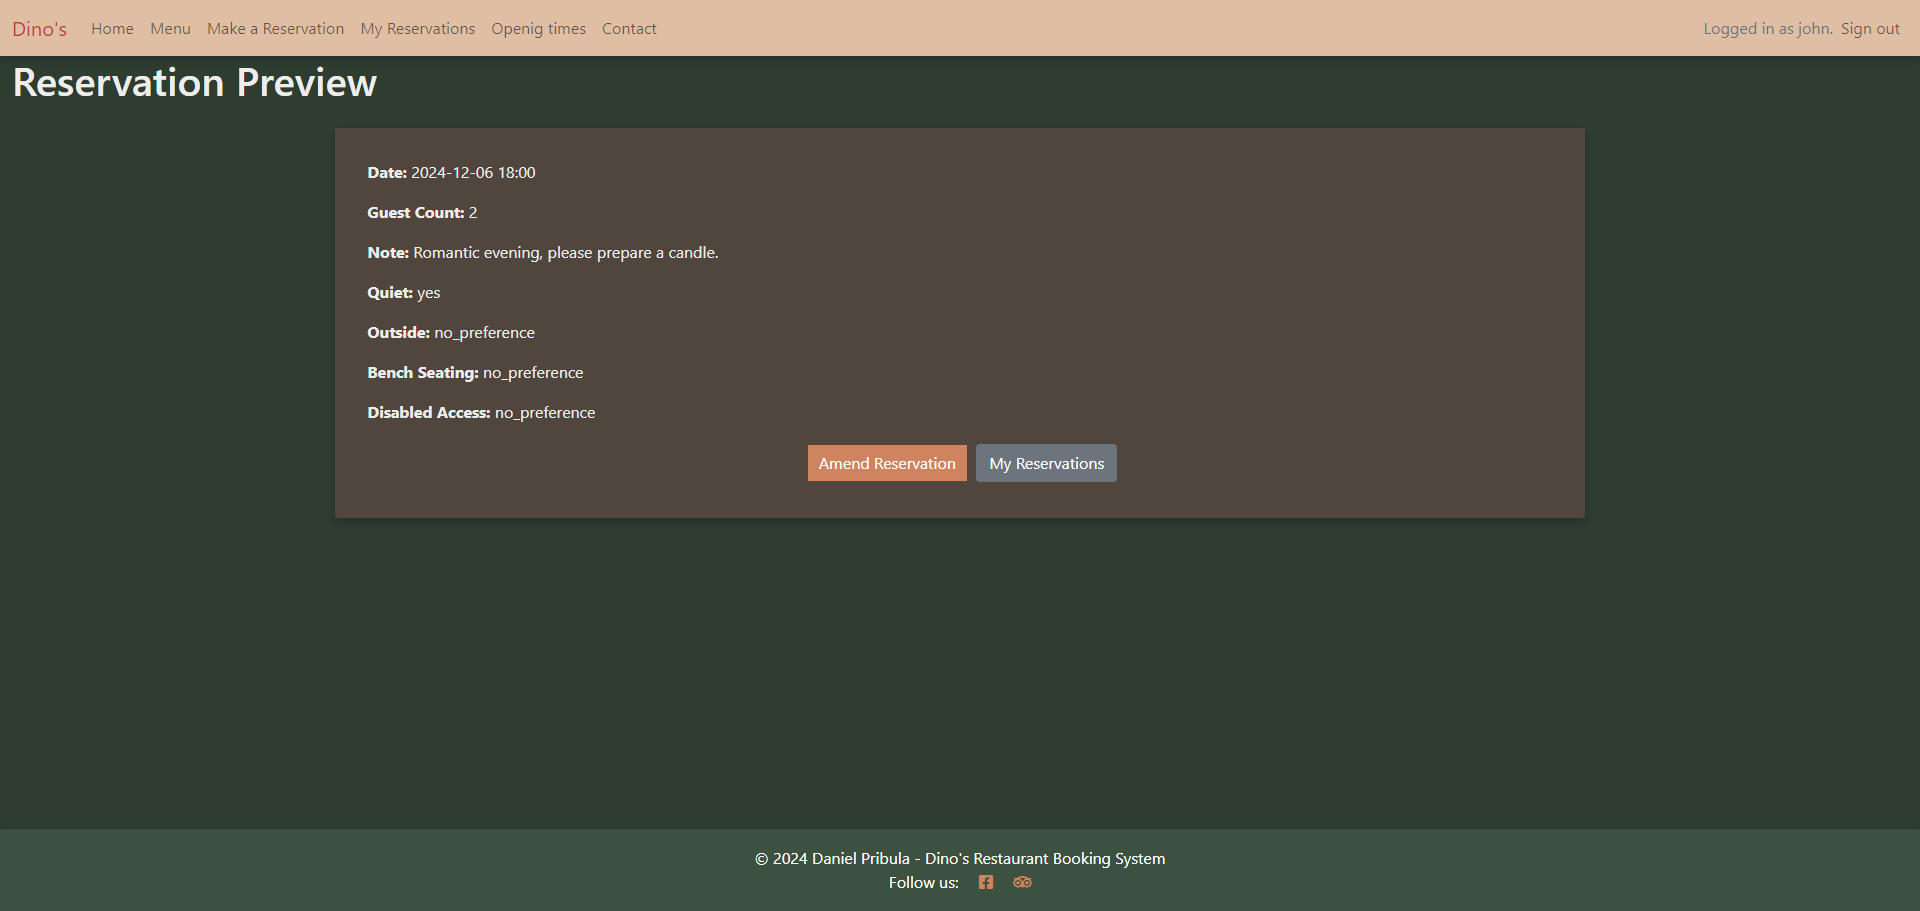 Dino's Home Menu Make a Reservation My Reservations Openig times Contact Logged in as john. Sign out
Reservation Preview
Date: 2024-12-06 18:00
Guest Count: 2
Note: Romantic evening, please prepare a candle.
Quiet: yes
Outside: no_preference
Bench Seating: no_preference
Disabled Access: no_preference
Amend Reservation My Reservations
© 2024 Daniel Pribula - Dino's Restaurant Booking System
Follow us: